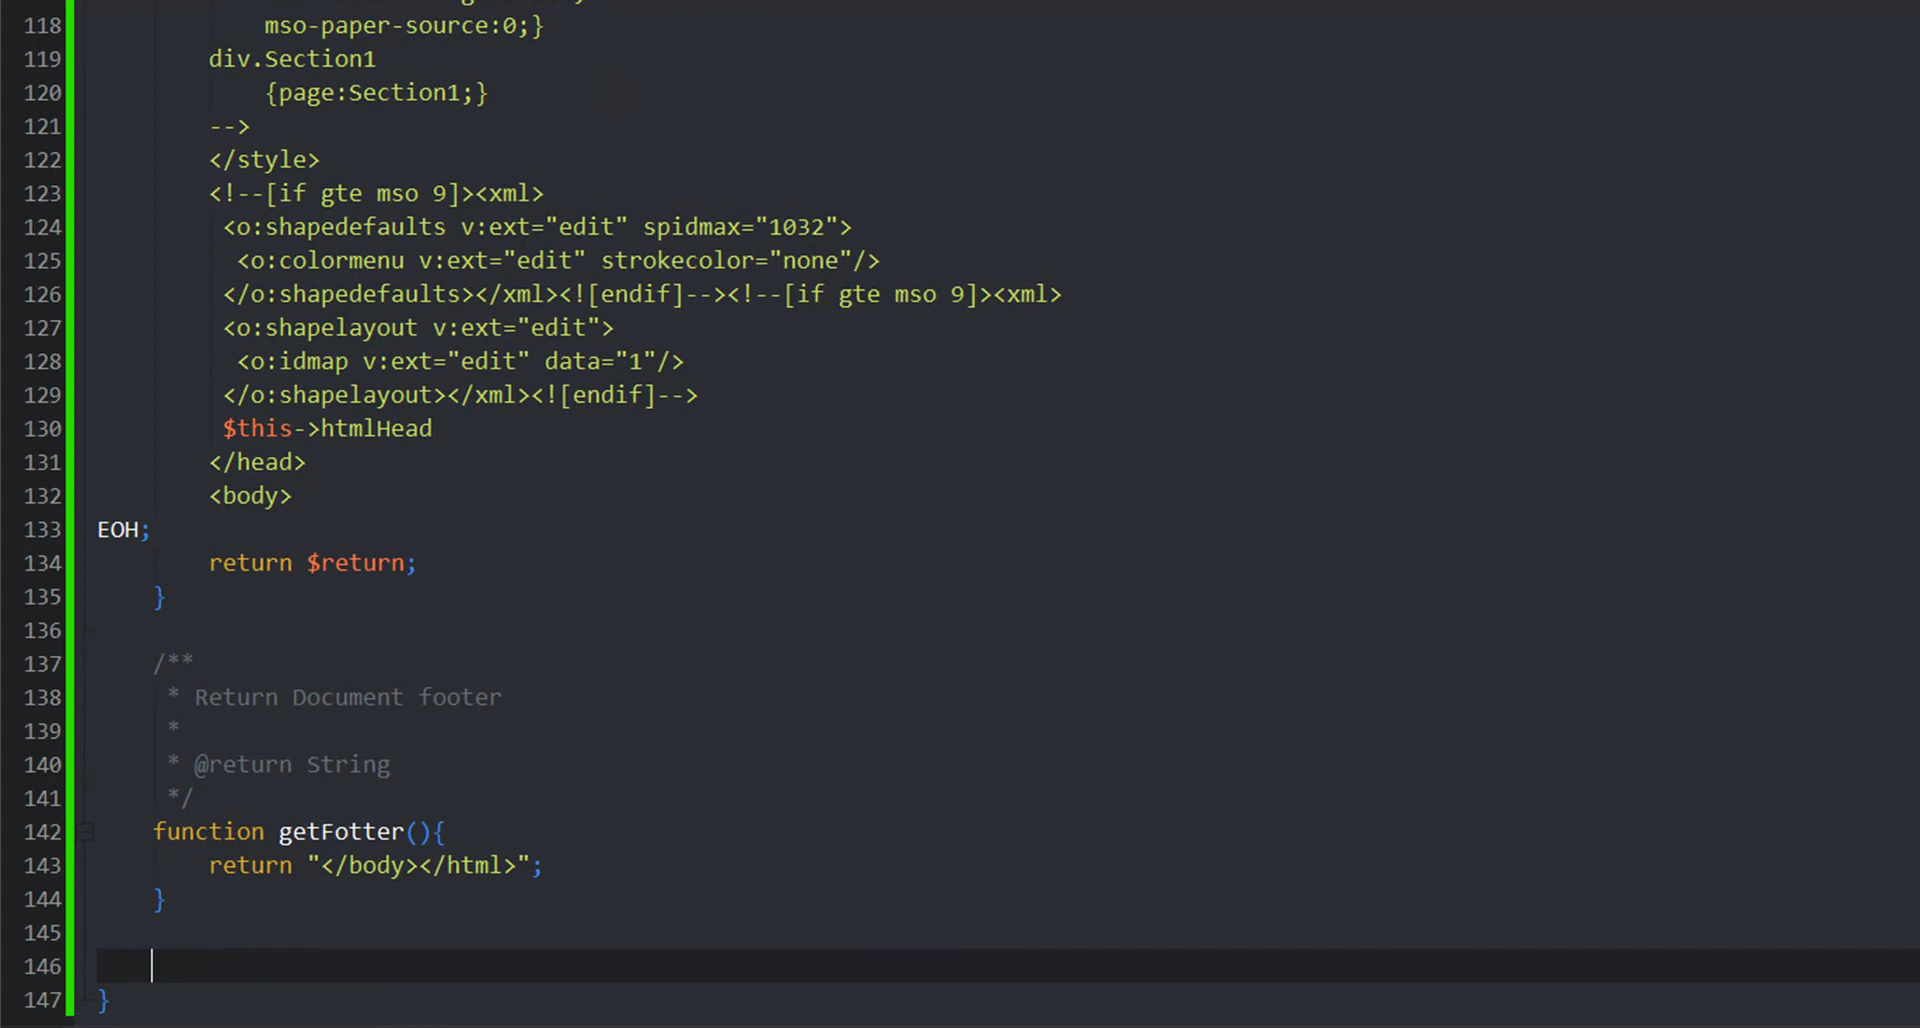 118 mso-paper-source:0;}
119 div.Section1
120 {page:Section1;}
121 -->
122 </style>
123 <!--[if gte mso 9]><xml>
124 <o:shapedefaults v:ext="edit" spidmax="1032">
125 <o:colormenu v:ext="edit" strokecolor="none"/>
126 </o:shapedefaults></xml><![endif]--><!--[if gte mso 9]><xml>
127 <o:shapelayout v:ext="edit">
128 <o:idmap v:ext="edit" data="1"/>
129 </o:shapelayout></xml><![endif]-->
130 $this->htmlHead
131 </head>
132 <body>
133 EOH;
134 return $return;
135 }
136
137 /**
138 * Return Document footer
139 *
140 * @return String
141 */
142 function getFotter(){
143 return "</body></html>";
144 }
145
146
147 }